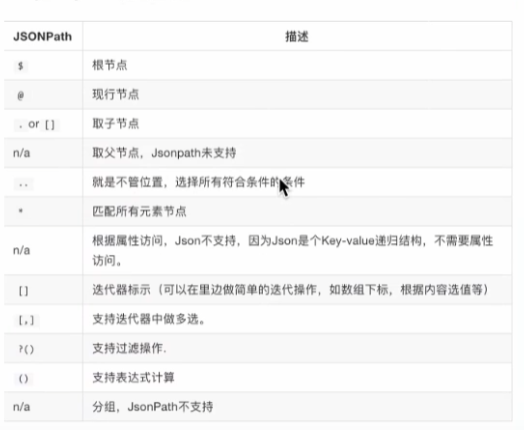 JSONPath 描述
$ 根节点
@ 现行节点
. or [] 取子节点
n/a 取父节点，Jsonpath未支持
.. 就是不管位置，选择所有符合条件的条件
* 匹配所有元素节点
n/a 根据属性访问，Json不支持，因为Json是个Key-value递归结构，不需要属性
访问。
[] 迭代器标示（可以在里边做简单的迭代操作，如数组下标，根据内容选值等）
[,] 支持迭代器中做多选。
?() 支持过滤操作.
() 支持表达式计算
n/a 分组，JsonPath不支持